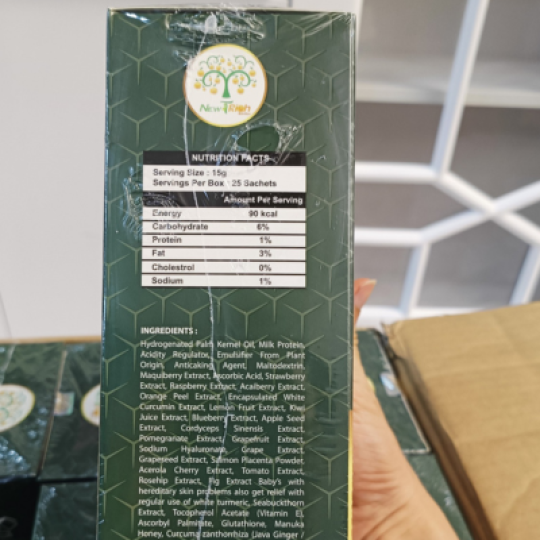 New Trish
NUTRITION FACTS
Serving Size : 15g
Servings Per Box : 25 Sachets
Amount Per Serving
Energy 90 kcal
Carbohydrate 6%
Protein 1%
Fat 3%
Cholestrol 0%
Sodium 1%
INGREDIENTS :
Hydrogenated Palm Kernel Oil, Milk Protein,
Acidity Regulator, Emulsifier From Plant
Origin, Anticaking Agent, Maltodextrin,
Maquiberry Extract, Ascorbic Acid, Strawberry
Extract, Raspberry Extract, Acaiberry Extract,
Orange Peel Extract, Encapsulated White
Curcumin Extract, Lemon Fruit Extract, Kiwi
Juice Extract, Blueberry Extract, Apple Seed
Extract, Cordyceps Sinensis Extract,
Pomegranate Extract, Grapefruit Extract,
Sodium Hyaluronate, Grape Extract,
Grapeseed Extract, Salmon Placenta Powder,
Acerola Cherry Extract, Tomato Extract,
Rosehip Extract, Fig Extract Baby's with
hereditary skin problems also get relief with
regular use of white turmeric, Seabuckthorn
Extract, Tocopherol Acetate (Vitamin E),
Ascorbyl Palmitate, Glutathione, Manuka
Honey, Curcuma zanthorrhiza (Java Ginger /